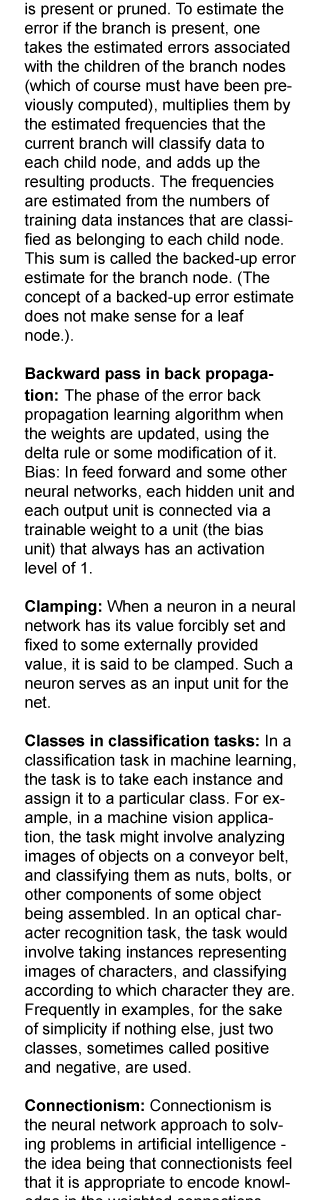 is present or pruned. To estimate the
error if the branch is present, one
takes the estimated errors associated
with the children of the branch nodes
(which of course must have been pre-
viously computed), multiplies them by
the estimated frequencies that the
current branch will classify data to
each child node, and adds up the
resulting products. The frequencies
are estimated from the numbers of
training data instances that are classi-
fied as belonging to each child node.
This sum is called the backed-up error
estimate for the branch node. (The
concept of a backed-up error estimate
does not make sense for a leaf
node.).
Backward pass in back propaga-
tion: The phase of the error back
propagation learning algorithm when
the weights are updated, using the
delta rule or some modification of it.
Bias: In feed forward and some other
neural networks, each hidden unit and
each output unit is connected via a
trainable weight to a unit (the bias
unit) that always has an activation
level of 1.
Clamping: When a neuron in a neural
network has its value forcibly set and
fixed to some externally provided
value, it is said to be clamped. Such a
neuron serves as an input unit for the
net.
Classes in classification tasks: In a
classification task in machine learning,
the task is to take each instance and
assign it to a particular class. For ex-
ample, in a machine vision applica-
tion, the task might involve analyzing
images of objects on a conveyor belt,
and classifying them as nuts, bolts, or
other components of some object
being assembled. In an optical char-
acter recognition task, the task would
involve taking instances representing
images of characters, and classifying
according to which character they are.
Frequently in examples, for the sake
of simplicity if nothing else, just two
classes, sometimes called positive
and negative, are used.
Connectionism: Connectionism is
the neural network approach to solv-
ing problems in artificial intelligence -
the idea being that connectionists feel
that it is appropriate to encode knowl-
edge in the weighted connections